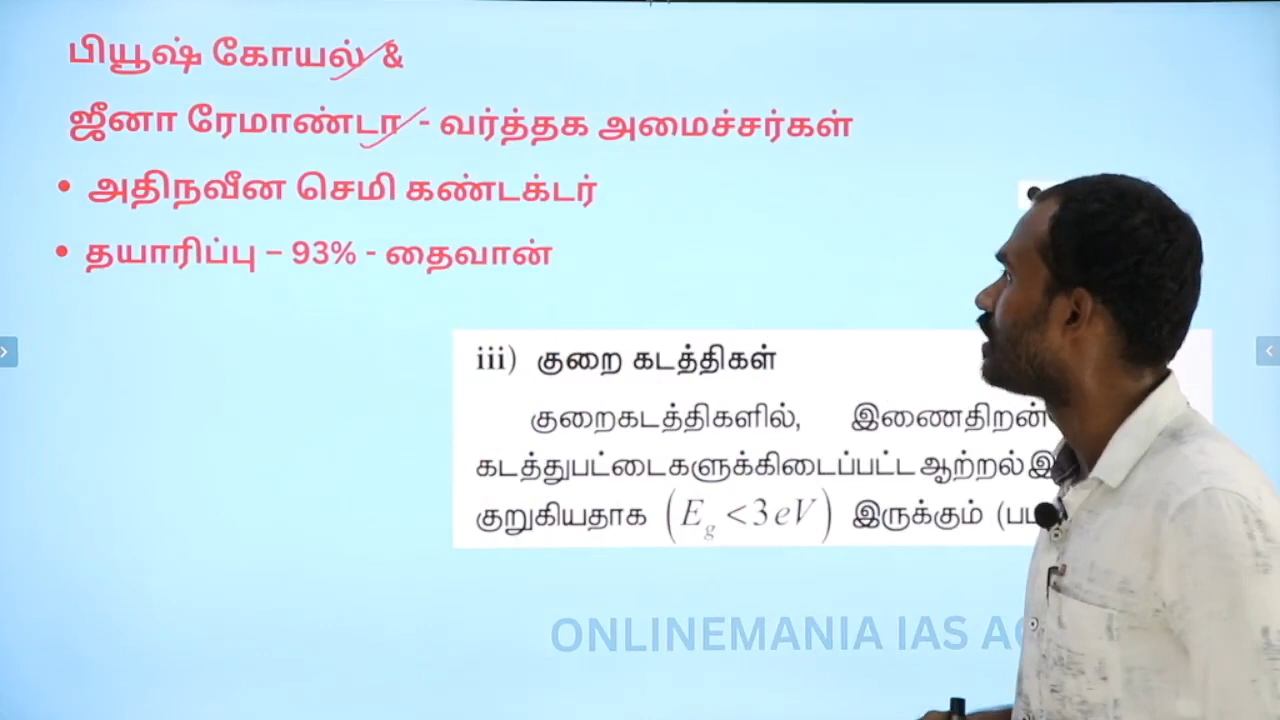 பியூஷ் கோயல் &
ஜீனா ரேமாண்டா - வர்த்தக அமைச்சர்கள்
• அதிநவீன செமி கண்டக்டர்
• தயாரிப்பு – 93% - தைவான்
iii) குறை கடத்திகள்
குறைகடத்திகளில், இணைதிறன்
கடத்துபட்டைகளுக்கிடைப்பட்ட ஆற்றல்
குறுகியதாக (E_g <3eV) இருக்கும்
ONLINEMANIA IAS